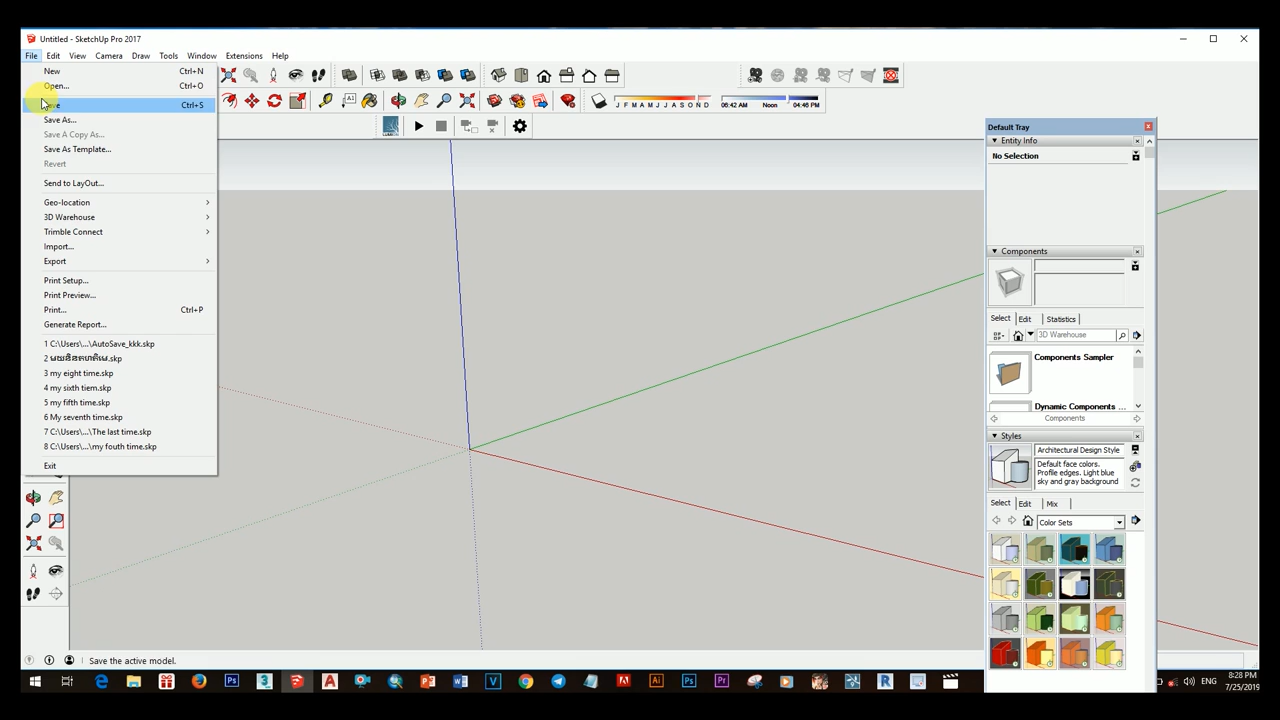 Untitled - SketchUp Pro 2017
File Edit View Camera Draw Tools Window Extensions Help
New Ctrl+N
Open... Ctrl+O
Ctrl+S
Save As...
Save A Copy As...
Save As Template...
Revert
Send to LayOut...
Geo-location
3D Warehouse
Trimble Connect
Import...
Export
Print Setup...
Print Preview...
Print... Ctrl+P
Generate Report...
1 C:\Users\...\AutoSave_kkk.skp
2 .skp
3 my eight time.skp
4 my sixth tiem.skp
5 my fifth time.skp
6 My seventh time.skp
7 C:\Users\...\The last time.skp
8 C:\Users\...\my fouth time.skp
Exit
J F M A M J J A S O N D
06:42 AM Noon 04:46 PM
Default Tray
Entity Info
No Selection
Components
Select Edit Statistics
3D Warehouse
Components Sampler
Dynamic Components ...
Components
Styles
Architectural Design Style
Default face colors.
Profile edges. Light blue
sky and gray background
Select Edit Mix
Color Sets
Save the active model.
ENG
8:28 PM
7/25/2019